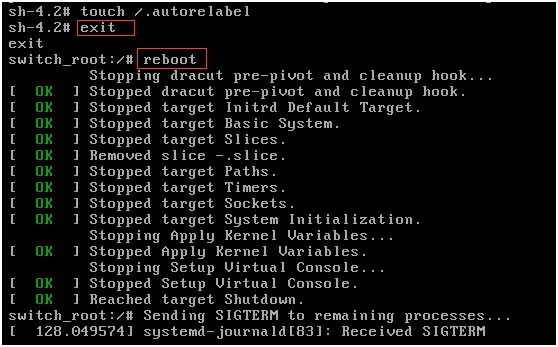 sh-4.2# touch /.autorelabel
sh-4.2# exit
exit
switch_root:/# reboot
Stopping dracut pre-pivot and cleanup hook...
[  OK  ] Stopped dracut pre-pivot and cleanup hook.
[  OK  ] Stopped target Initrd Default Target.
[  OK  ] Stopped target Basic System.
[  OK  ] Stopped target Slices.
[  OK  ] Removed slice -.slice.
[  OK  ] Stopped target Paths.
[  OK  ] Stopped target Timers.
[  OK  ] Stopped target Sockets.
[  OK  ] Stopped target System Initialization.
Stopping Apply Kernel Variables...
[  OK  ] Stopped Apply Kernel Variables.
Stopping Setup Virtual Console...
[  OK  ] Stopped Setup Virtual Console.
[  OK  ] Reached target Shutdown.
switch_root:/# Sending SIGTERM to remaining processes...
[  128.049574] systemd-journald[83]: Received SIGTERM